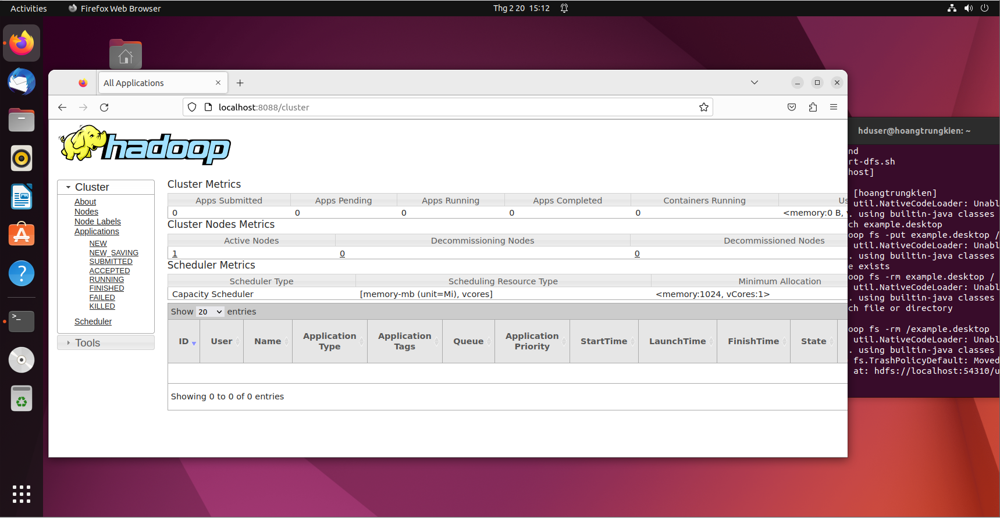 Activities
Firefox Web Browser
Thg 2 20 15:12
All Applications
localhost:8088/cluster
hadoop
Cluster
About
Nodes
Node Labels
Applications
NEW
NEW_SAVING
SUBMITTED
ACCEPTED
RUNNING
FINISHED
FAILED
KILLED
Scheduler
Tools
Cluster Metrics
Apps Submitted Apps Pending Apps Running Apps Completed Containers Running Us
0 0 0 0 0 <memory:0 B, v
Cluster Nodes Metrics
Active Nodes Decommissioning Nodes Decommissioned Nodes
1 0 0
Scheduler Metrics
Scheduler Type Scheduling Resource Type Minimum Allocation
Capacity Scheduler [memory-mb (unit=Mi), vcores] <memory:1024, vCores:1>
Show 20 entries
ID User Name Application Type Application Tags Queue Application Priority StartTime LaunchTime FinishTime State
Showing 0 to 0 of 0 entries
hduser@hoangtrungkien: ~
nd
rt-dfs.sh
host]
[hoangtrungkien]
util.NativeCodeLoader: Unabl
. using builtin-java classes
ch example.desktop
oop fs -put example.desktop /
util.NativeCodeLoader: Unabl
. using builtin-java classes
e exists
oop fs -rm example.desktop /
util.NativeCodeLoader: Unabl
. using builtin-java classes
ch file or directory
oop fs -rm /example.desktop
util.NativeCodeLoader: Unabl
. using builtin-java classes
fs.TrashPolicyDefault: Moved
at: hdfs://localhost:54310/u